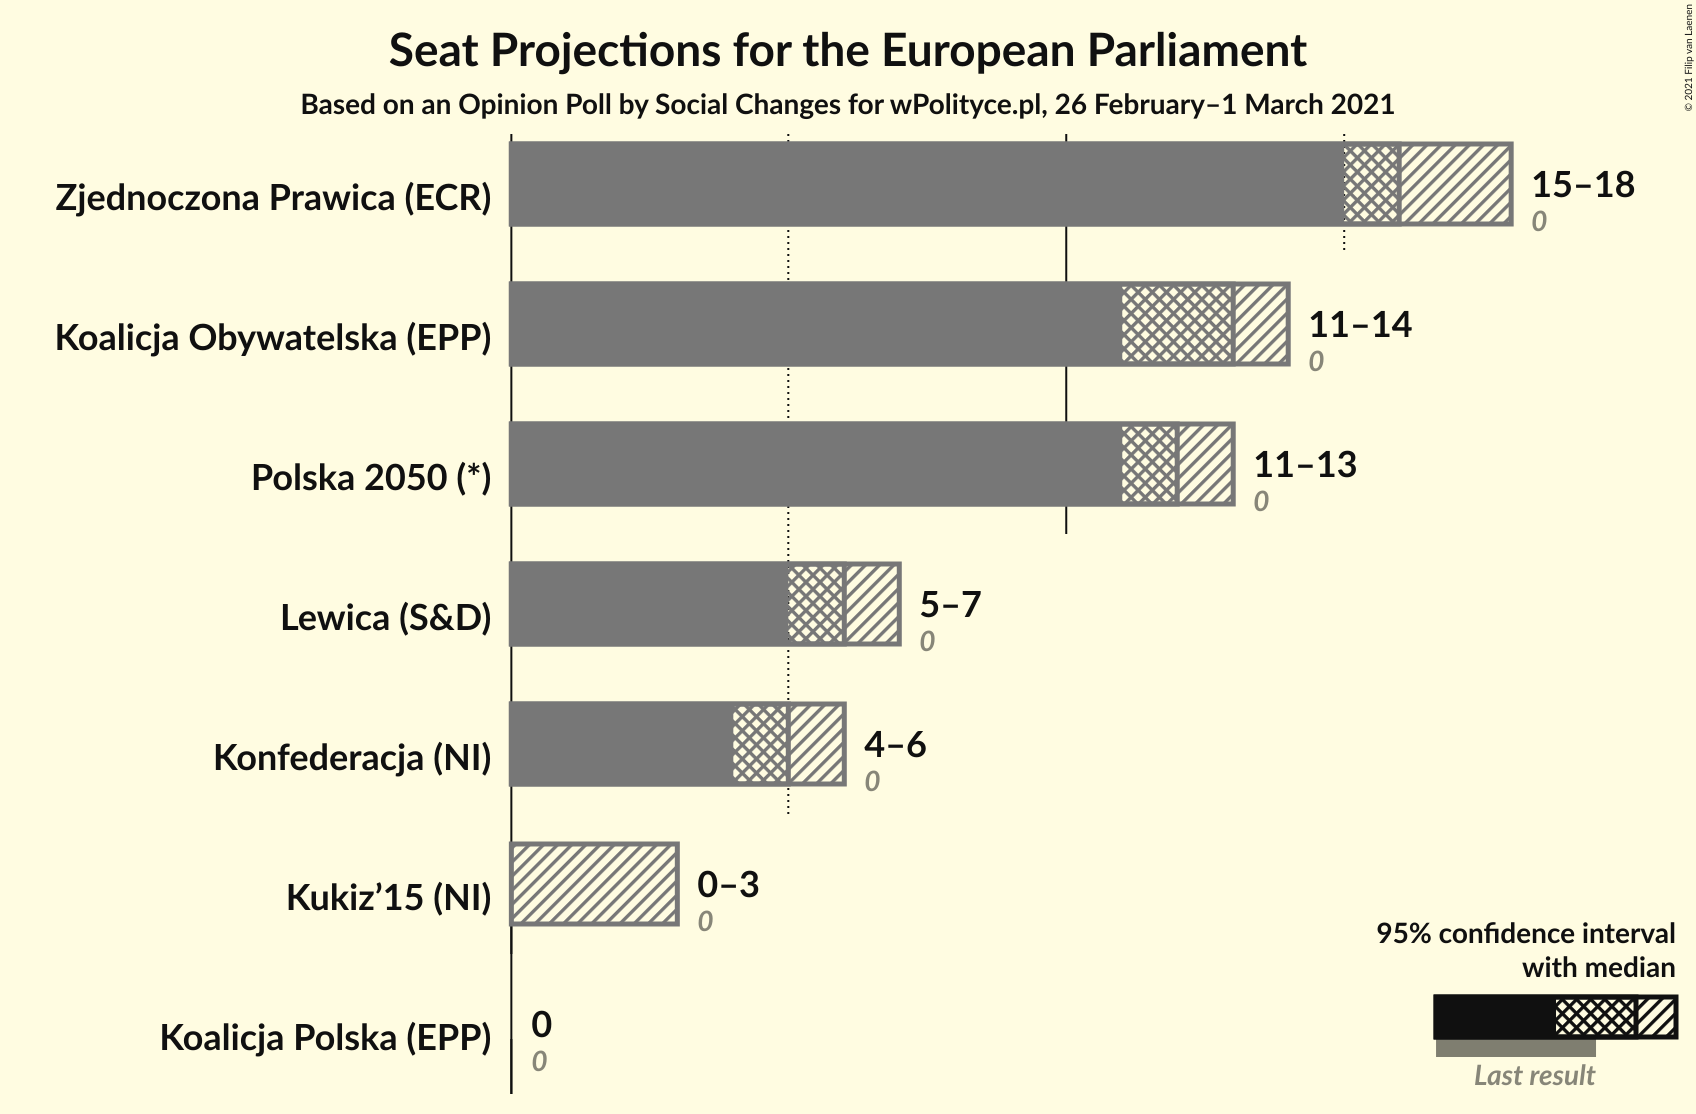 Seat Projections for the European Parliament
Based on an Opinion Poll by Social Changes for wPolityce.pl, 26 February–1 March 2021
© 2021 Filip van Laenen
Zjednoczona Prawica (ECR)
15–18
0
Koalicja Obywatelska (EPP)
11–14
0
Polska 2050 (*)
11–13
0
Lewica (S&D)
5–7
0
Konfederacja (NI)
4–6
0
Kukiz’15 (NI)
0–3
0
Koalicja Polska (EPP)
0
0
95% confidence interval
with median
Last result